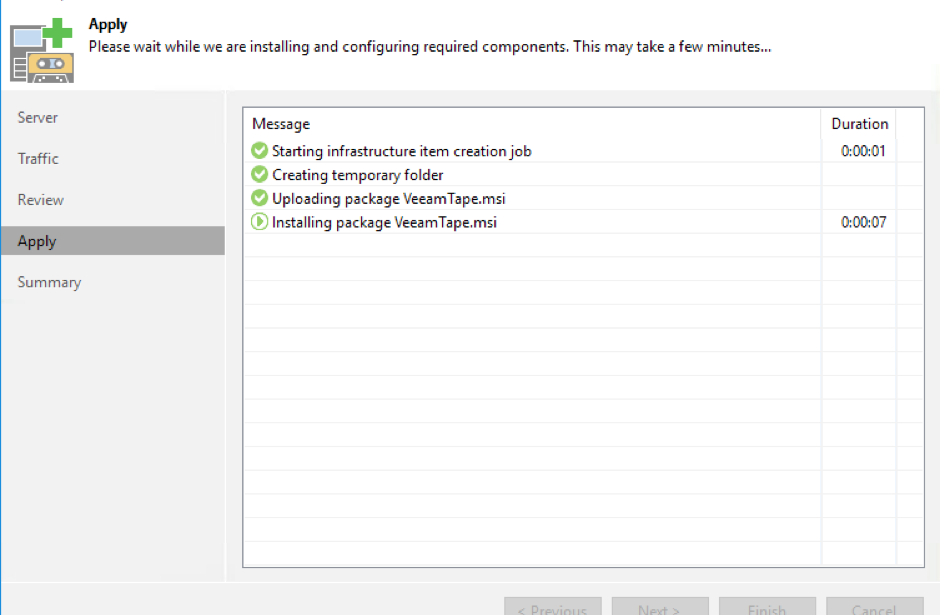 Apply
Please wait while we are installing and configuring required components. This may take a few minutes...
Server
Traffic
Review
Apply
Summary
Message Duration
Starting infrastructure item creation job 0:00:01
Creating temporary folder
Uploading package VeeamTape.msi
Installing package VeeamTape.msi 0:00:07
< Previous Next > Finish Cancel